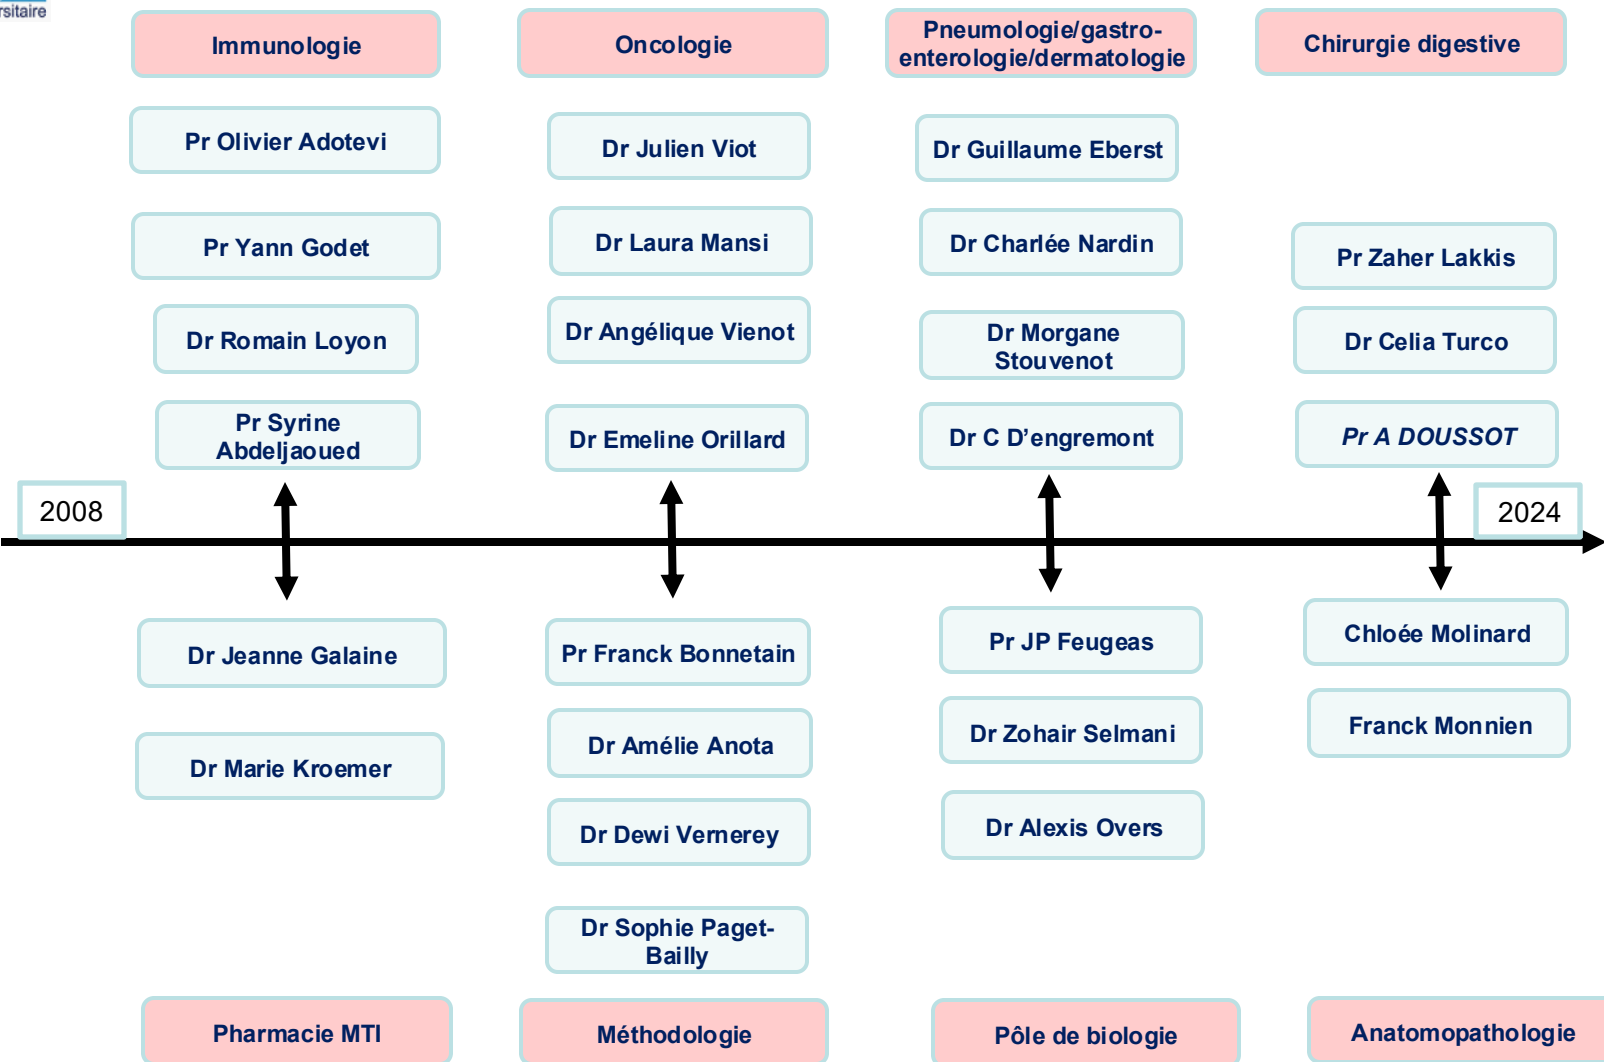 rsitaire
Immunologie
Oncologie
Pneumologie/gastro-
enterologie/dermatologie
Chirurgie digestive
Pr Olivier Adotevi
Dr Julien Viot
Dr Guillaume Eberst
Pr Yann Godet
Dr Laura Mansi
Dr Charlée Nardin
Pr Zaher Lakkis
Dr Romain Loyon
Dr Angélique Vienot
Dr Morgane
Stouvenot
Dr Celia Turco
Pr Syrine
Abdeljaoued
Dr Emeline Orillard
Dr C D’engremont
Pr A DOUSSOT
2008
2024
Dr Jeanne Galaine
Pr Franck Bonnetain
Pr JP Feugeas
Chloée Molinard
Dr Marie Kroemer
Dr Amélie Anota
Dr Zohair Selmani
Franck Monnien
Dr Dewi Vernerey
Dr Alexis Overs
Dr Sophie Paget-
Bailly
Pharmacie MTI
Méthodologie
Pôle de biologie
Anatomopathologie